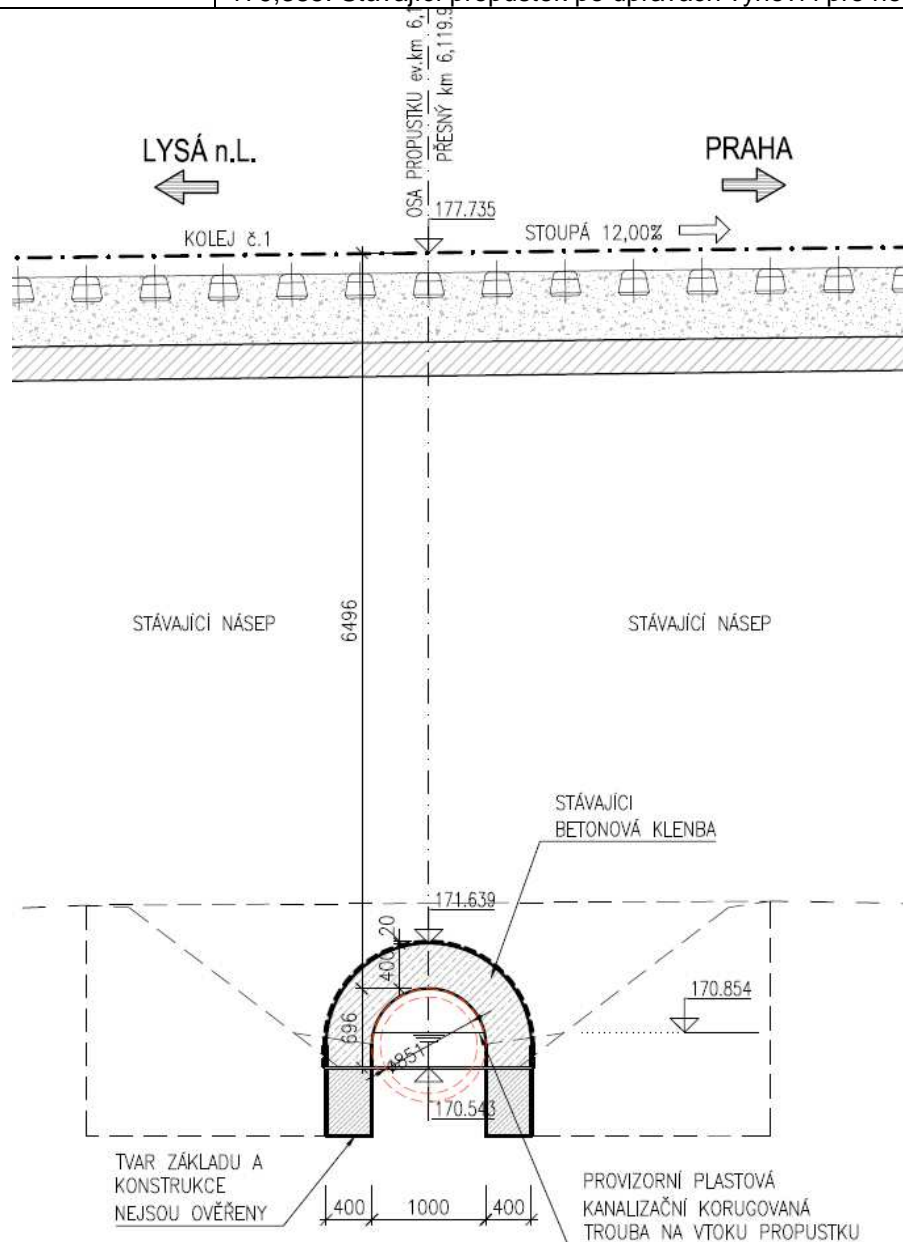 OSA PROPUSTKU ev.km 6,1
PŘESNÝ km 6,119.9
LYSÁ n.L.
PRAHA
177.735
KOLEJ č.1
STOUPÁ 12,00%
6496
STÁVAJÍCÍ NÁSEP
STÁVAJÍCÍ NÁSEP
STÁVAJÍCI
BETONOVÁ KLENBA
171.639
20
400
170.854
696
170.543
TVAR ZÁKLADU A
KONSTRUKCE
NEJSOU OVĚŘENY
400
1000
400
PROVIZORNÍ PLASTOVÁ
KANALIZAČNÍ KORUGOVANÁ
TROUBA NA VTOKU PROPUSTKU